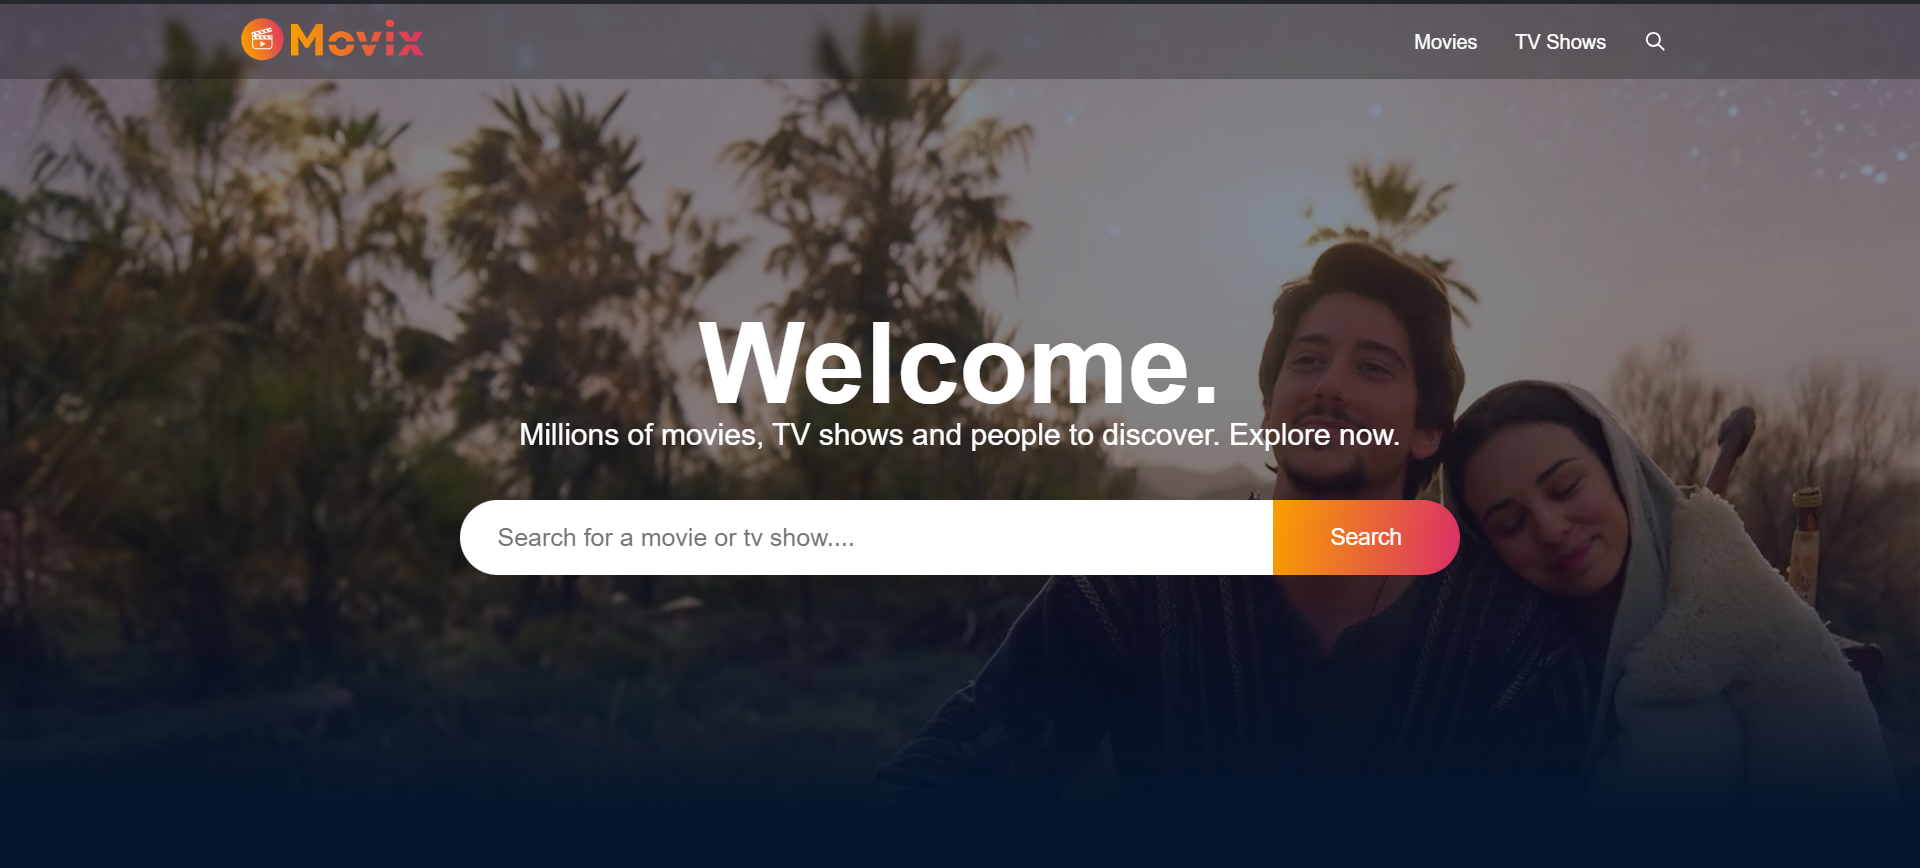 Movix
Movies
TV Shows
Welcome.
Millions of movies, TV shows and people to discover. Explore now.
Search for a movie or tv show....
Search